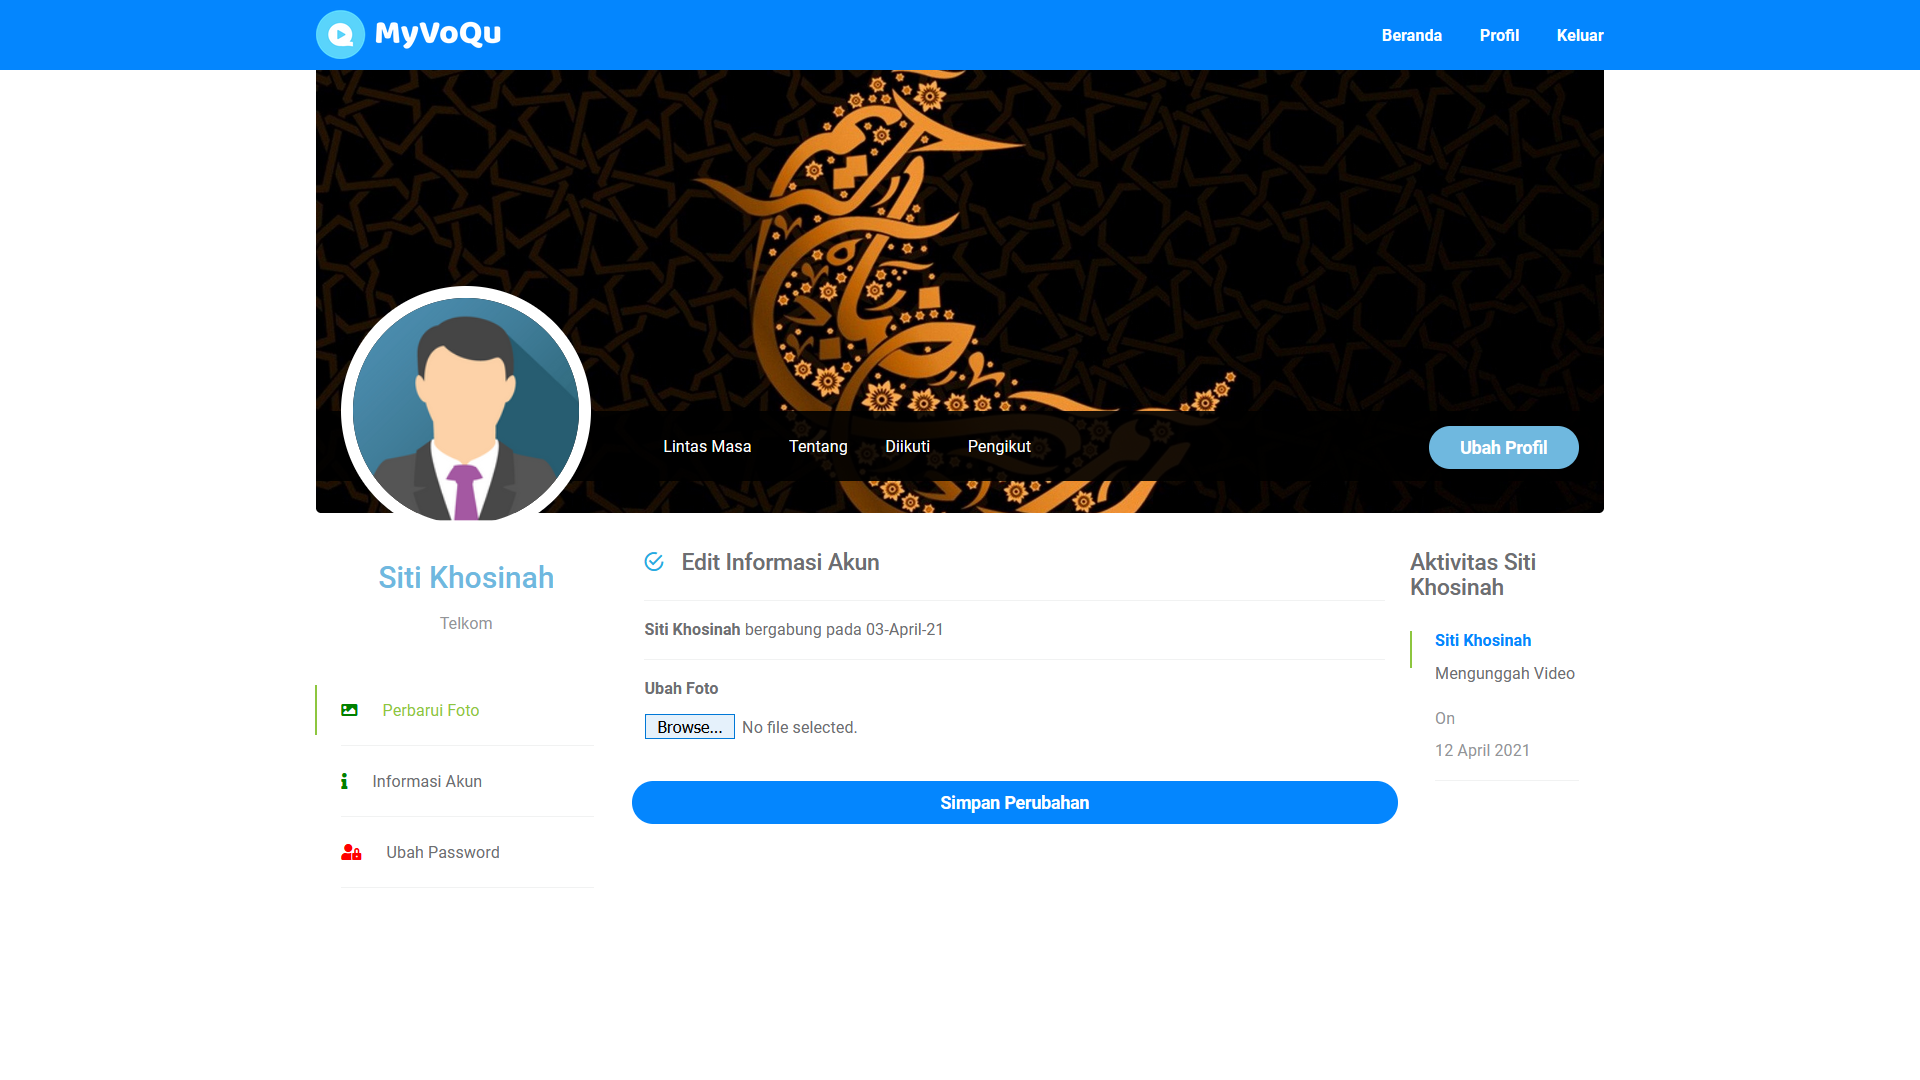 MyVoQu
Beranda Profil Keluar
Lintas Masa Tentang Diikuti Pengikut
Ubah Profil
Siti Khosinah
Telkom
Perbarui Foto
Informasi Akun
Ubah Password
Edit Informasi Akun
Siti Khosinah bergabung pada 03-April-21
Ubah Foto
Browse... No file selected.
Simpan Perubahan
Aktivitas Siti
Khosinah
Siti Khosinah
Mengunggah Video
On
12 April 2021